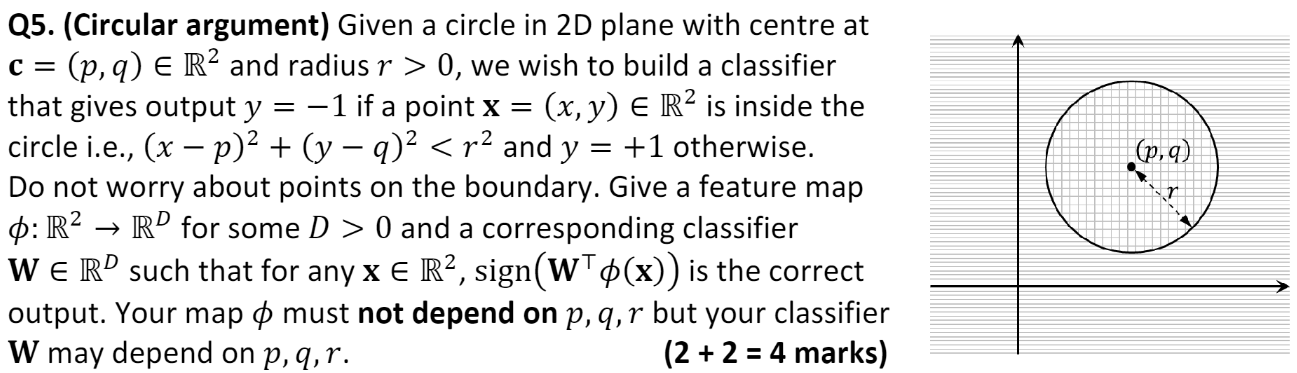 Q5. (Circular argument) Given a circle in 2D plane with centre at
𝐜 = (𝑝, 𝑞) ∈ ℝ² and radius 𝑟 > 0, we wish to build a classifier
that gives output 𝑦 = −1 if a point 𝐱 = (𝑥, 𝑦) ∈ ℝ² is inside the
circle i.e., (𝑥 − 𝑝)² + (𝑦 − 𝑞)² < 𝑟² and 𝑦 = +1 otherwise.
Do not worry about points on the boundary. Give a feature map
𝜙: ℝ² → ℝᴰ for some 𝐷 > 0 and a corresponding classifier
𝐖 ∈ ℝᴰ such that for any 𝐱 ∈ ℝ², sign(𝐖⊤𝜙(𝐱)) is the correct
output. Your map 𝜙 must not depend on 𝑝, 𝑞, 𝑟 but your classifier
𝐖 may depend on 𝑝, 𝑞, 𝑟. (2 + 2 = 4 marks)
(𝑝, 𝑞)
𝑟